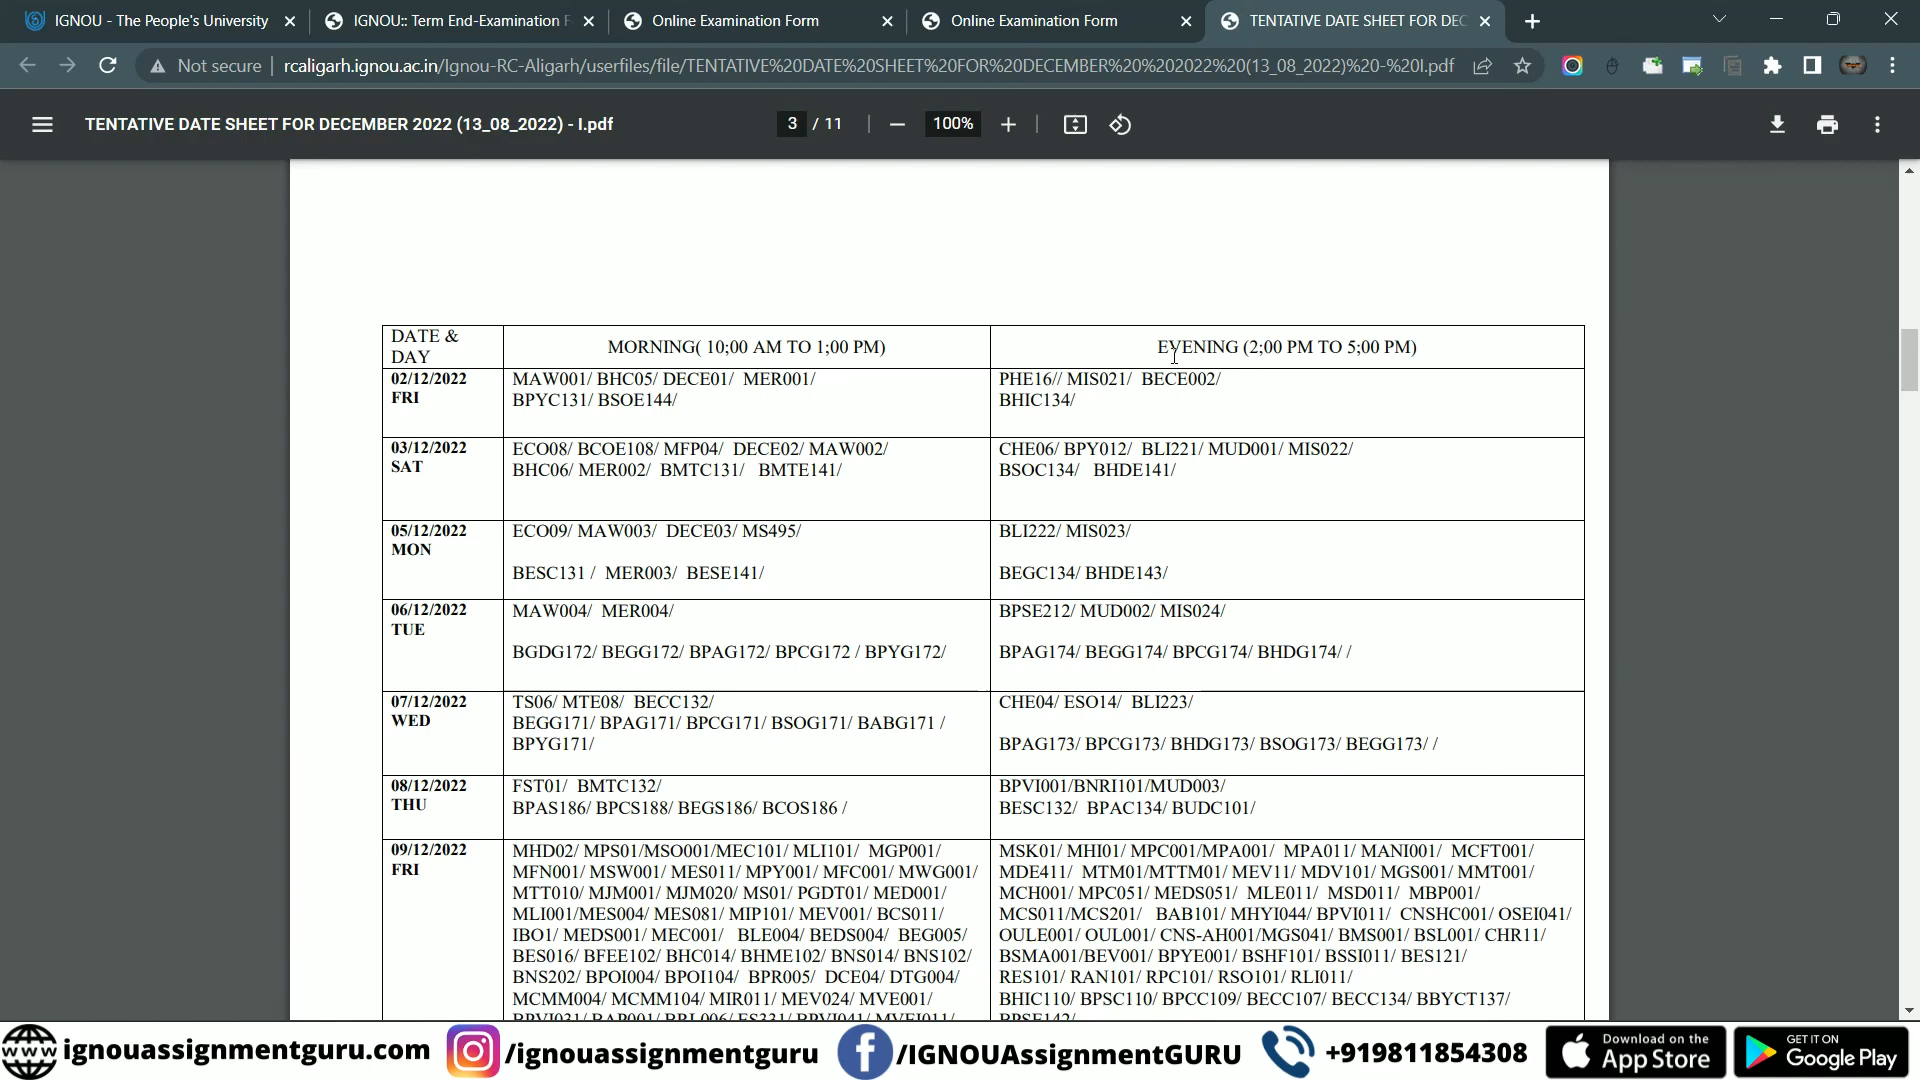 IGNOU - The People's University
IGNOU:: Term End-Examination F
Online Examination Form
Online Examination Form
TENTATIVE DATE SHEET FOR DEC
Not secure
rcaligarh.ignou.ac.in/Ignou-RC-Aligarh/userfiles/file/TENTATIVE%20DATE%20SHEET%20FOR%20DECEMBER%20%202022%20(13_08_2022)%20-%20I.pdf
TENTATIVE DATE SHEET FOR DECEMBER 2022 (13_08_2022) - I.pdf
3 / 11
100%
DATE &
DAY
MORNING( 10;00 AM TO 1;00 PM)
EVENING (2;00 PM TO 5;00 PM)
02/12/2022
FRI
MAW001/ BHC05/ DECE01/ MER001/
BPYC131/ BSOE144/
PHE16// MIS021/ BECE002/
BHIC134/
03/12/2022
SAT
ECO08/ BCOE108/ MFP04/ DECE02/ MAW002/
BHC06/ MER002/ BMTC131/ BMTE141/
CHE06/ BPY012/ BLI221/ MUD001/ MIS022/
BSOC134/ BHDE141/
05/12/2022
MON
ECO09/ MAW003/ DECE03/ MS495/
BESC131 / MER003/ BESE141/
BLI222/ MIS023/
BEGC134/ BHDE143/
06/12/2022
TUE
MAW004/ MER004/
BGDG172/ BEGG172/ BPAG172/ BPCG172 / BPYG172/
BPSE212/ MUD002/ MIS024/
BPAG174/ BEGG174/ BPCG174/ BHDG174/ /
07/12/2022
WED
TS06/ MTE08/ BECC132/
BEGG171/ BPAG171/ BPCG171/ BSOG171/ BABG171 /
BPYG171/
CHE04/ ESO14/ BLI223/
BPAG173/ BPCG173/ BHDG173/ BSOG173/ BEGG173/ /
08/12/2022
THU
FST01/ BMTC132/
BPAS186/ BPCS188/ BEGS186/ BCOS186 /
BPVI001/BNRI101/MUD003/
BESC132/ BPAC134/ BUDC101/
09/12/2022
FRI
MHD02/ MPS01/MSO001/MEC101/ MLI101/ MGP001/
MFN001/ MSW001/ MES011/ MPY001/ MFC001/ MWG001/
MTT010/ MJM001/ MJM020/ MS01/ PGDT01/ MED001/
MLI001/MES004/ MES081/ MIP101/ MEV001/ BCS011/
IBO1/ MEDS001/ MEC001/ BLE004/ BEDS004/ BEG005/
BES016/ BFEE102/ BHC014/ BHME102/ BNS014/ BNS102/
BNS202/ BPOI004/ BPOI104/ BPR005/ DCE04/ DTG004/
MCMM004/ MCMM104/ MIR011/ MEV024/ MVE001/
BPVI031/ BAP001/ BRL006/ ES331/ BPVI041/ MVEI011/
MSK01/ MHI01/ MPC001/MPA001/ MPA011/ MANI001/ MCFT001/
MDE411/ MTM01/MTTM01/ MEV11/ MDV101/ MGS001/ MMT001/
MCH001/ MPC051/ MEDS051/ MLE011/ MSD011/ MBP001/
MCS011/MCS201/ BAB101/ MHYI044/ BPVI011/ CNSHC001/ OSEI041/
OULE001/ OUL001/ CNS-AH001/MGS041/ BMS001/ BSL001/ CHR11/
BSMA001/BEV001/ BPYE001/ BSHF101/ BSSI011/ BES121/
RES101/ RAN101/ RPC101/ RSO101/ RLI011/
BHIC110/ BPSC110/ BPCC109/ BECC107/ BECC134/ BBYCT137/
BPSE142/
ignouassignmentguru.com
/ignouassignmentguru
/IGNOUAssignmentGURU
+919811854308
Download on the
App Store
GET IT ON
Google Play